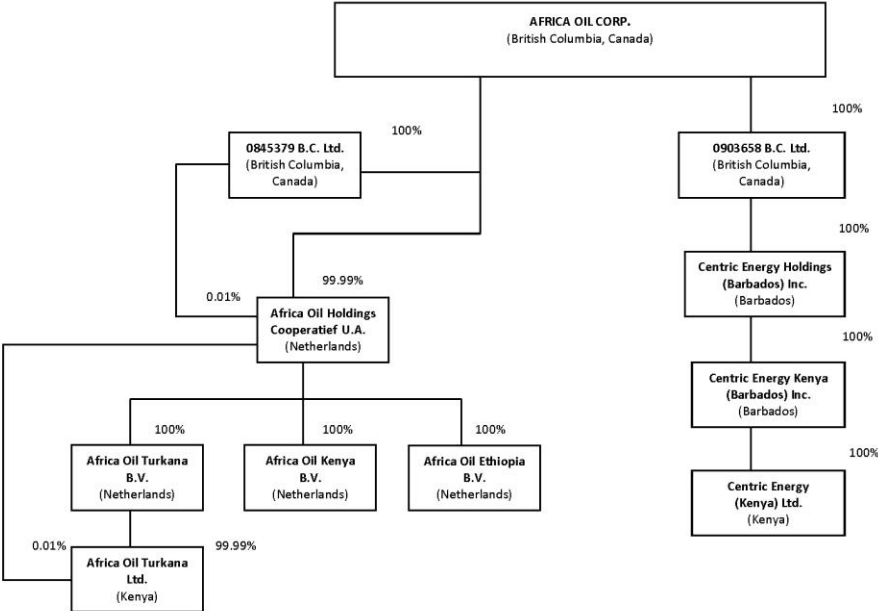 AFRICA OIL CORP.
(British Columbia, Canada)
100%
100%
0845379 B.C. Ltd.
(British Columbia,
Canada)
0903658 B.C. Ltd.
(British Columbia,
Canada)
100%
99.99%
0.01%
Centric Energy Holdings
(Barbados) Inc.
(Barbados)
Africa Oil Holdings
Cooperatief U.A.
(Netherlands)
100%
Centric Energy Kenya
(Barbados) Inc.
(Barbados)
100%
100%
100%
100%
Africa Oil Turkana
B.V.
(Netherlands)
Africa Oil Kenya
B.V.
(Netherlands)
Africa Oil Ethiopia
B.V.
(Netherlands)
Centric Energy
(Kenya) Ltd.
(Kenya)
0.01%
99.99%
Africa Oil Turkana
Ltd.
(Kenya)